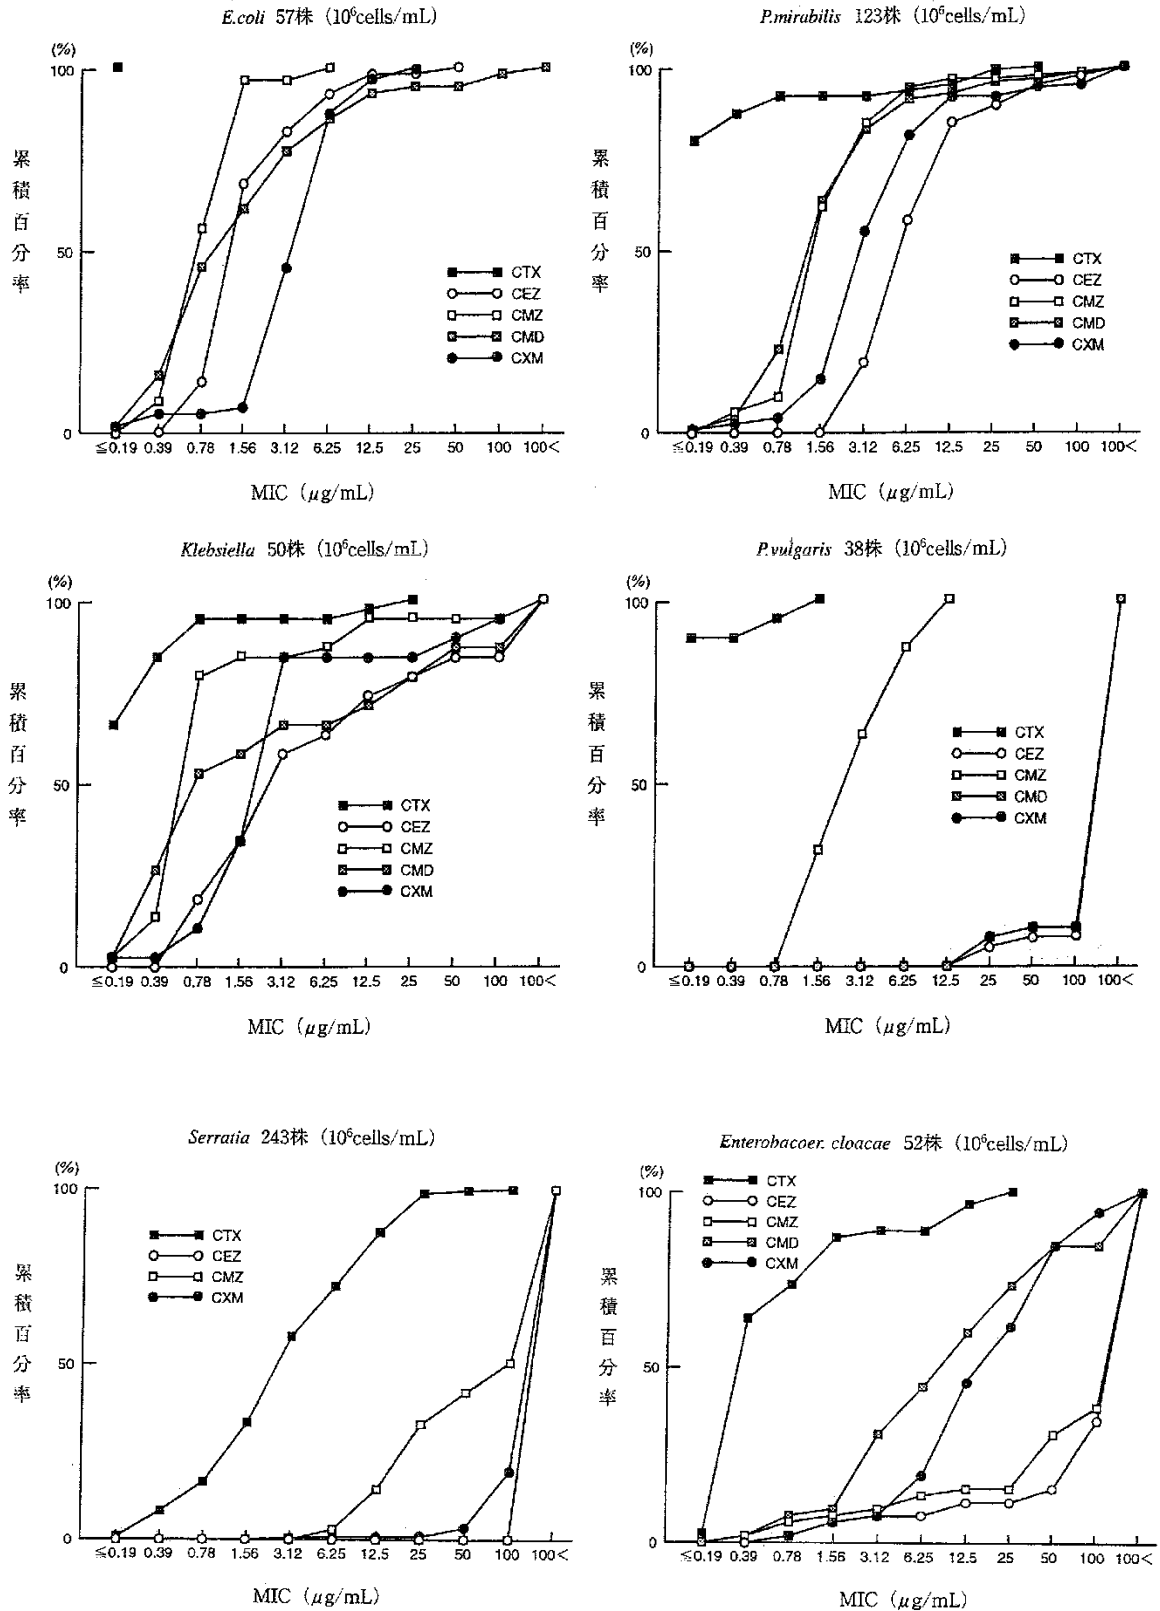 E.coli 57株 (10⁶cells/mL)
(%)
100
50
0
累積百分率
CTX
CEZ
CMZ
CMD
CXM
≦0.19 0.39 0.78 1.56 3.12 6.25 12.5 25 50 100 100<
MIC (μg/mL)
P.mirabilis 123株 (10⁶cells/mL)
(%)
100
50
0
累積百分率
CTX
CEZ
CMZ
CMD
CXM
≦0.19 0.39 0.78 1.56 3.12 6.25 12.5 25 50 100 100<
MIC (μg/mL)
Klebsiella 50株 (10⁶cells/mL)
(%)
100
50
0
累積百分率
CTX
CEZ
CMZ
CMD
CXM
≦0.19 0.39 0.78 1.56 3.12 6.25 12.5 25 50 100 100<
MIC (μg/mL)
P.vulgaris 38株 (10⁶cells/mL)
(%)
100
50
0
累積百分率
CTX
CEZ
CMZ
CMD
CXM
≦0.19 0.39 0.78 1.56 3.12 6.25 12.5 25 50 100 100<
MIC (μg/mL)
Serratia 243株 (10⁶cells/mL)
(%)
100
50
0
累積百分率
CTX
CEZ
CMZ
CXM
≦0.19 0.39 0.78 1.56 3.12 6.25 12.5 25 50 100 100<
MIC (μg/mL)
Enterobacoer. cloacae 52株 (10⁶cells/mL)
(%)
100
50
0
累積百分率
CTX
CEZ
CMZ
CMD
CXM
≦0.19 0.39 0.78 1.56 3.12 6.25 12.5 25 50 100 100<
MIC (μg/mL)